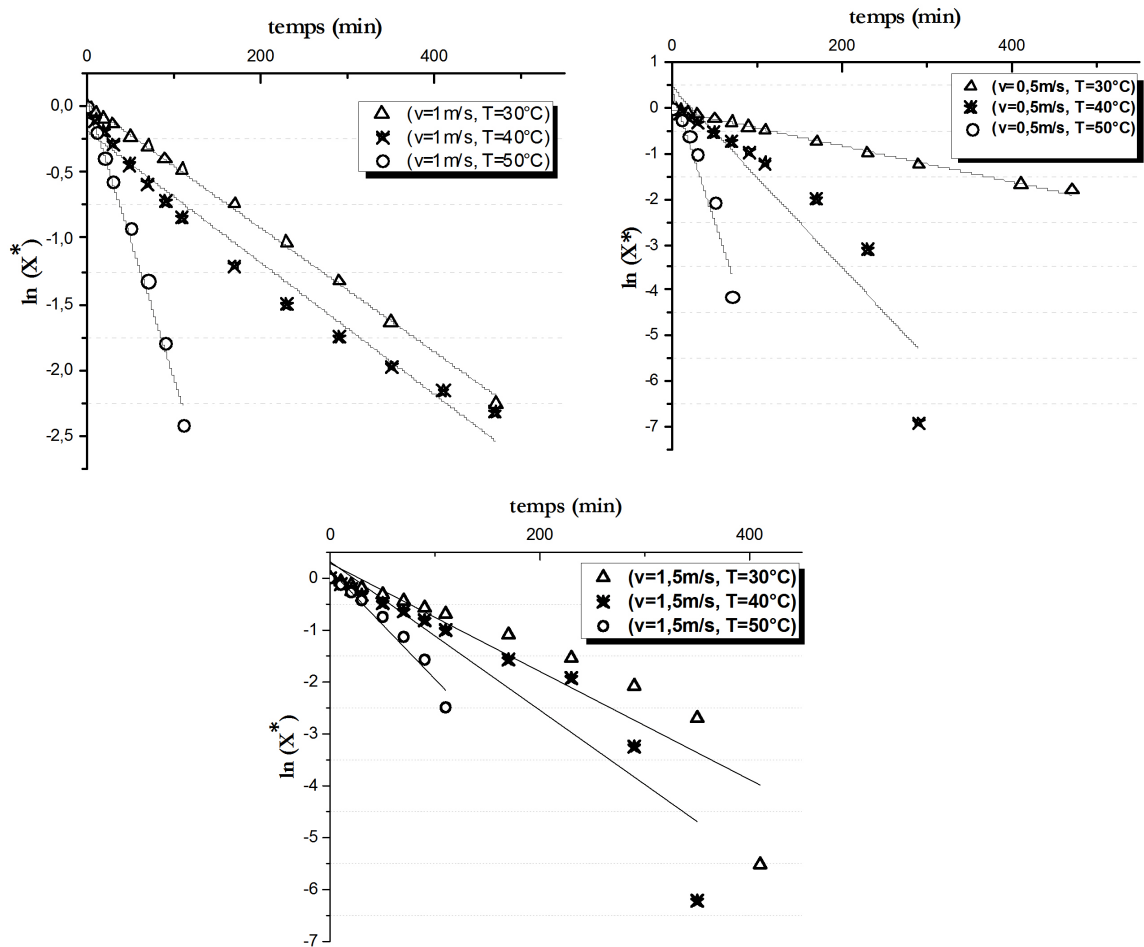 temps (min)
0 200 400
0,0
-0,5
-1,0
-1,5
-2,0
-2,5
ln (X*)
(v=1m/s, T=30°C)
(v=1m/s, T=40°C)
(v=1m/s, T=50°C)
temps (min)
0 200 400
1
0
-1
-2
-3
-4
-5
-6
-7
ln (X*)
(v=0,5m/s, T=30°C)
(v=0,5m/s, T=40°C)
(v=0,5m/s, T=50°C)
temps (min)
0 200 400
0
-1
-2
-3
-4
-5
-6
-7
ln (X*)
(v=1,5m/s, T=30°C)
(v=1,5m/s, T=40°C)
(v=1,5m/s, T=50°C)